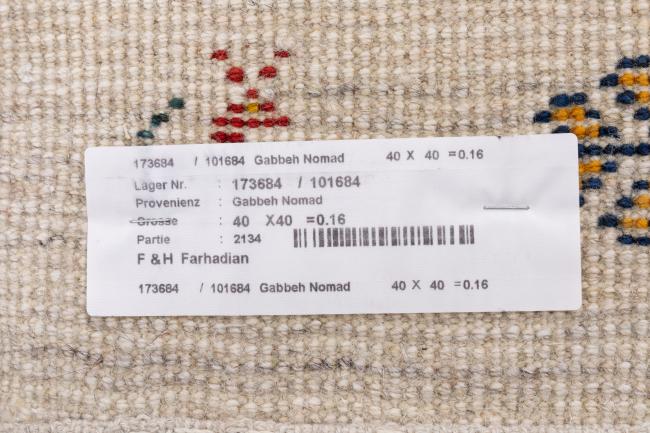 173684 / 101684 Gabbeh Nomad 40 X 40 =0.16
Lager Nr. : 173684 / 101684
Provenienz : Gabbeh Nomad
Grosse : 40 X40 =0.16
Partie : 2134
F & H Farhadian
173684 / 101684 Gabbeh Nomad 40 X 40 =0.16